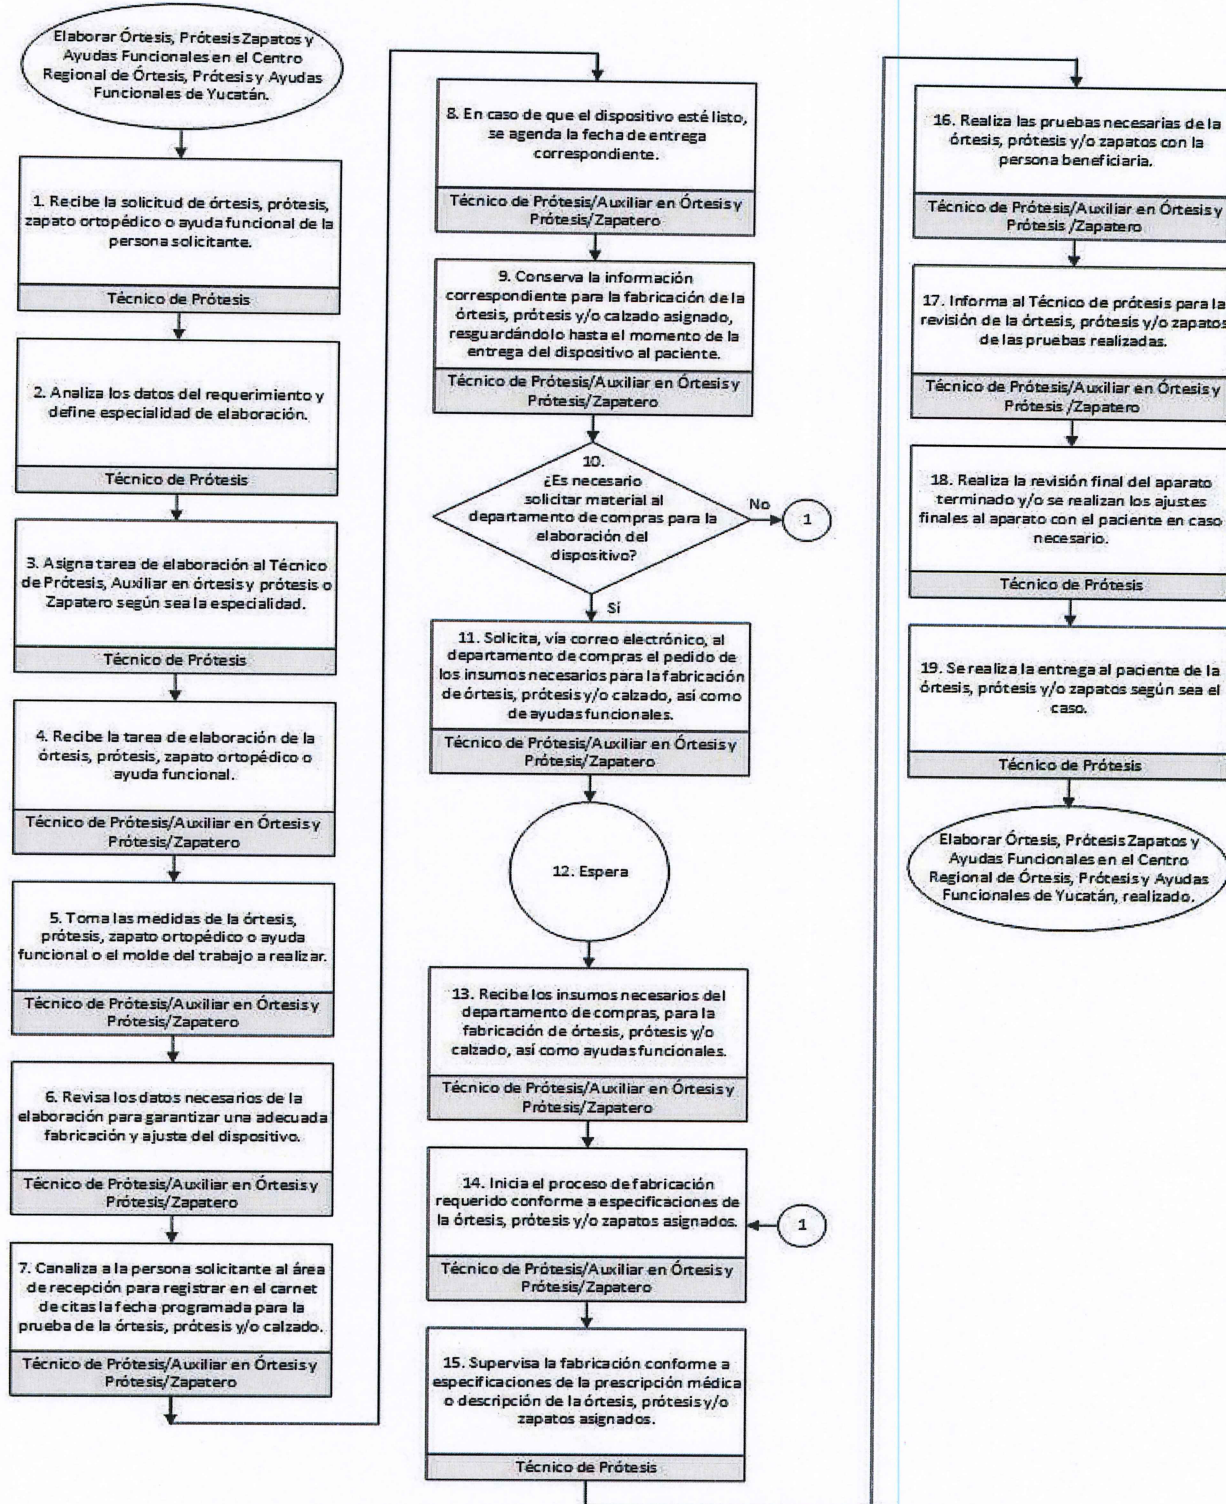 Elaborar Órtesis, Prótesis Zapatos y
Ayudas Funcionales en el Centro
Regional de Órtesis, Prótesis y Ayudas
Funcionales de Yucatán.
1. Recibe la solicitud de órtesis, prótesis,
zapato ortopédico o ayuda funcional de la
persona solicitante.
Técnico de Prótesis
2. Analiza los datos del requerimiento y
define especialidad de elaboración.
Técnico de Prótesis
3. Asigna tarea de elaboración al Técnico
de Prótesis, Auxiliar en órtesis y prótesis o
Zapatero según sea la especialidad.
Técnico de Prótesis
4. Recibe la tarea de elaboración de la
órtesis, prótesis, zapato ortopédico o
ayuda funcional.
Técnico de Prótesis/Auxiliar en Órtesis y
Prótesis/Zapatero
5. Toma las medidas de la órtesis,
prótesis, zapato ortopédico o ayuda
funcional o el molde del trabajo a realizar.
Técnico de Prótesis/Auxiliar en Órtesis y
Prótesis/Zapatero
6. Revisa los datos necesarios de la
elaboración para garantizar una adecuada
fabricación y ajuste del dispositivo.
Técnico de Prótesis/Auxiliar en Órtesis y
Prótesis/Zapatero
7. Canaliza a la persona solicitante al área
de recepción para registrar en el carnet
de citas la fecha programada para la
prueba de la órtesis, prótesis y/o calzado.
Técnico de Prótesis/Auxiliar en Órtesis y
Prótesis/Zapatero
8. En caso de que el dispositivo esté listo,
se agenda la fecha de entrega
correspondiente.
Técnico de Prótesis/Auxiliar en Órtesis y
Prótesis/Zapatero
9. Conserva la información
correspondiente para la fabricación de la
órtesis, prótesis y/o calzado asignado,
resguardándolo hasta el momento de la
entrega del dispositivo al paciente.
Técnico de Prótesis/Auxiliar en Órtesis y
Prótesis/Zapatero
10.
¿Es necesario
solicitar material al
departamento de compras para la
elaboración del
dispositivo?
No
1
Sí
11. Solicita, vía correo electrónico, al
departamento de compras el pedido de
los insumos necesarios para la fabricación
de órtesis, prótesis y/o calzado, así como
de ayudas funcionales.
Técnico de Prótesis/Auxiliar en Órtesis y
Prótesis/Zapatero
12. Espera
13. Recibe los insumos necesarios del
departamento de compras, para la
fabricación de órtesis, prótesis y/o
calzado, así como ayudas funcionales.
Técnico de Prótesis/Auxiliar en Órtesis y
Prótesis/Zapatero
14. Inicia el proceso de fabricación
requerido conforme a especificaciones de
la órtesis, prótesis y/o zapatos asignados.
1
Técnico de Prótesis/Auxiliar en Órtesis y
Prótesis/Zapatero
15. Supervisa la fabricación conforme a
especificaciones de la prescripción médica
o descripción de la órtesis, prótesis y/o
zapatos asignados.
Técnico de Prótesis
16. Realiza las pruebas necesarias de la
órtesis, prótesis y/o zapatos con la
persona beneficiaria.
Técnico de Prótesis/Auxiliar en Órtesis y
Prótesis /Zapatero
17. Informa al Técnico de prótesis para la
revisión de la órtesis, prótesis y/o zapatos
de las pruebas realizadas.
Técnico de Prótesis/Auxiliar en Órtesis y
Prótesis /Zapatero
18. Realiza la revisión final del aparato
terminado y/o se realizan los ajustes
finales al aparato con el paciente en caso
necesario.
Técnico de Prótesis
19. Se realiza la entrega al paciente de la
órtesis, prótesis y/o zapatos según sea el
caso.
Técnico de Prótesis
Elaborar Órtesis, Prótesis Zapatos y
Ayudas Funcionales en el Centro
Regional de Órtesis, Prótesis y Ayudas
Funcionales de Yucatán, realizado.